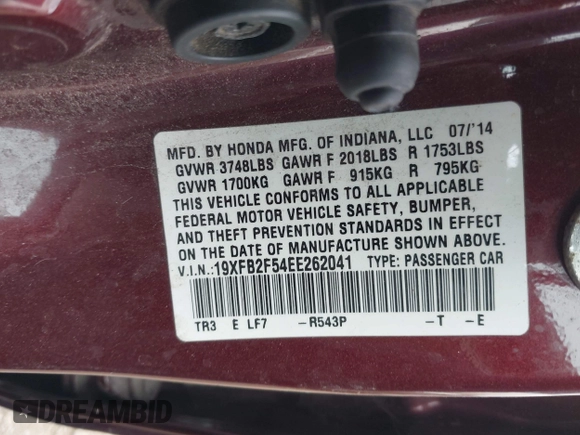 MFD. BY HONDA MFG. OF INDIANA, LLC 07/'14
GVWR 3748LBS GAWR F 2018LBS R 1753LBS
GVWR 1700KG GAWR F 915KG R 795KG
THIS VEHICLE CONFORMS TO ALL APPLICABLE
FEDERAL MOTOR VEHICLE SAFETY, BUMPER,
AND THEFT PREVENTION STANDARDS IN EFFECT
ON THE DATE OF MANUFACTURE SHOWN ABOVE.
V.I.N.:19XFB2F54EE262041 TYPE: PASSENGER CAR
TR3 E LF7 -R543P -T -E
DREAMBID